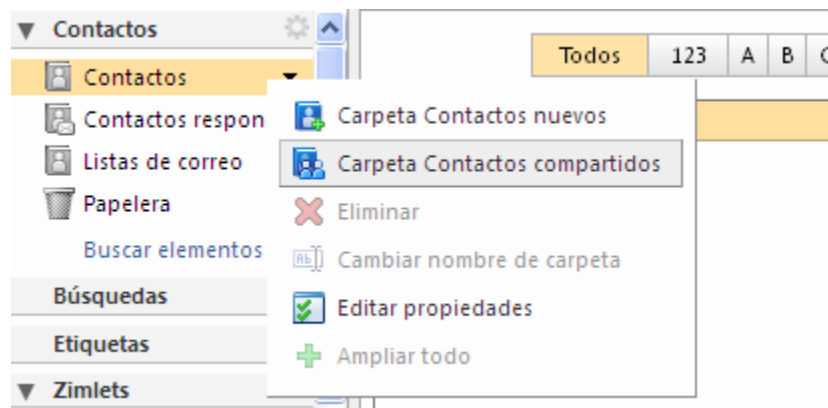 Contactos
Todos 123 A B
Contactos
Contactos respon
Listas de correo
Papelera
Buscar elementos
Búsquedas
Etiquetas
Zimlets
Carpeta Contactos nuevos
Carpeta Contactos compartidos
Eliminar
Cambiar nombre de carpeta
Editar propiedades
Ampliar todo